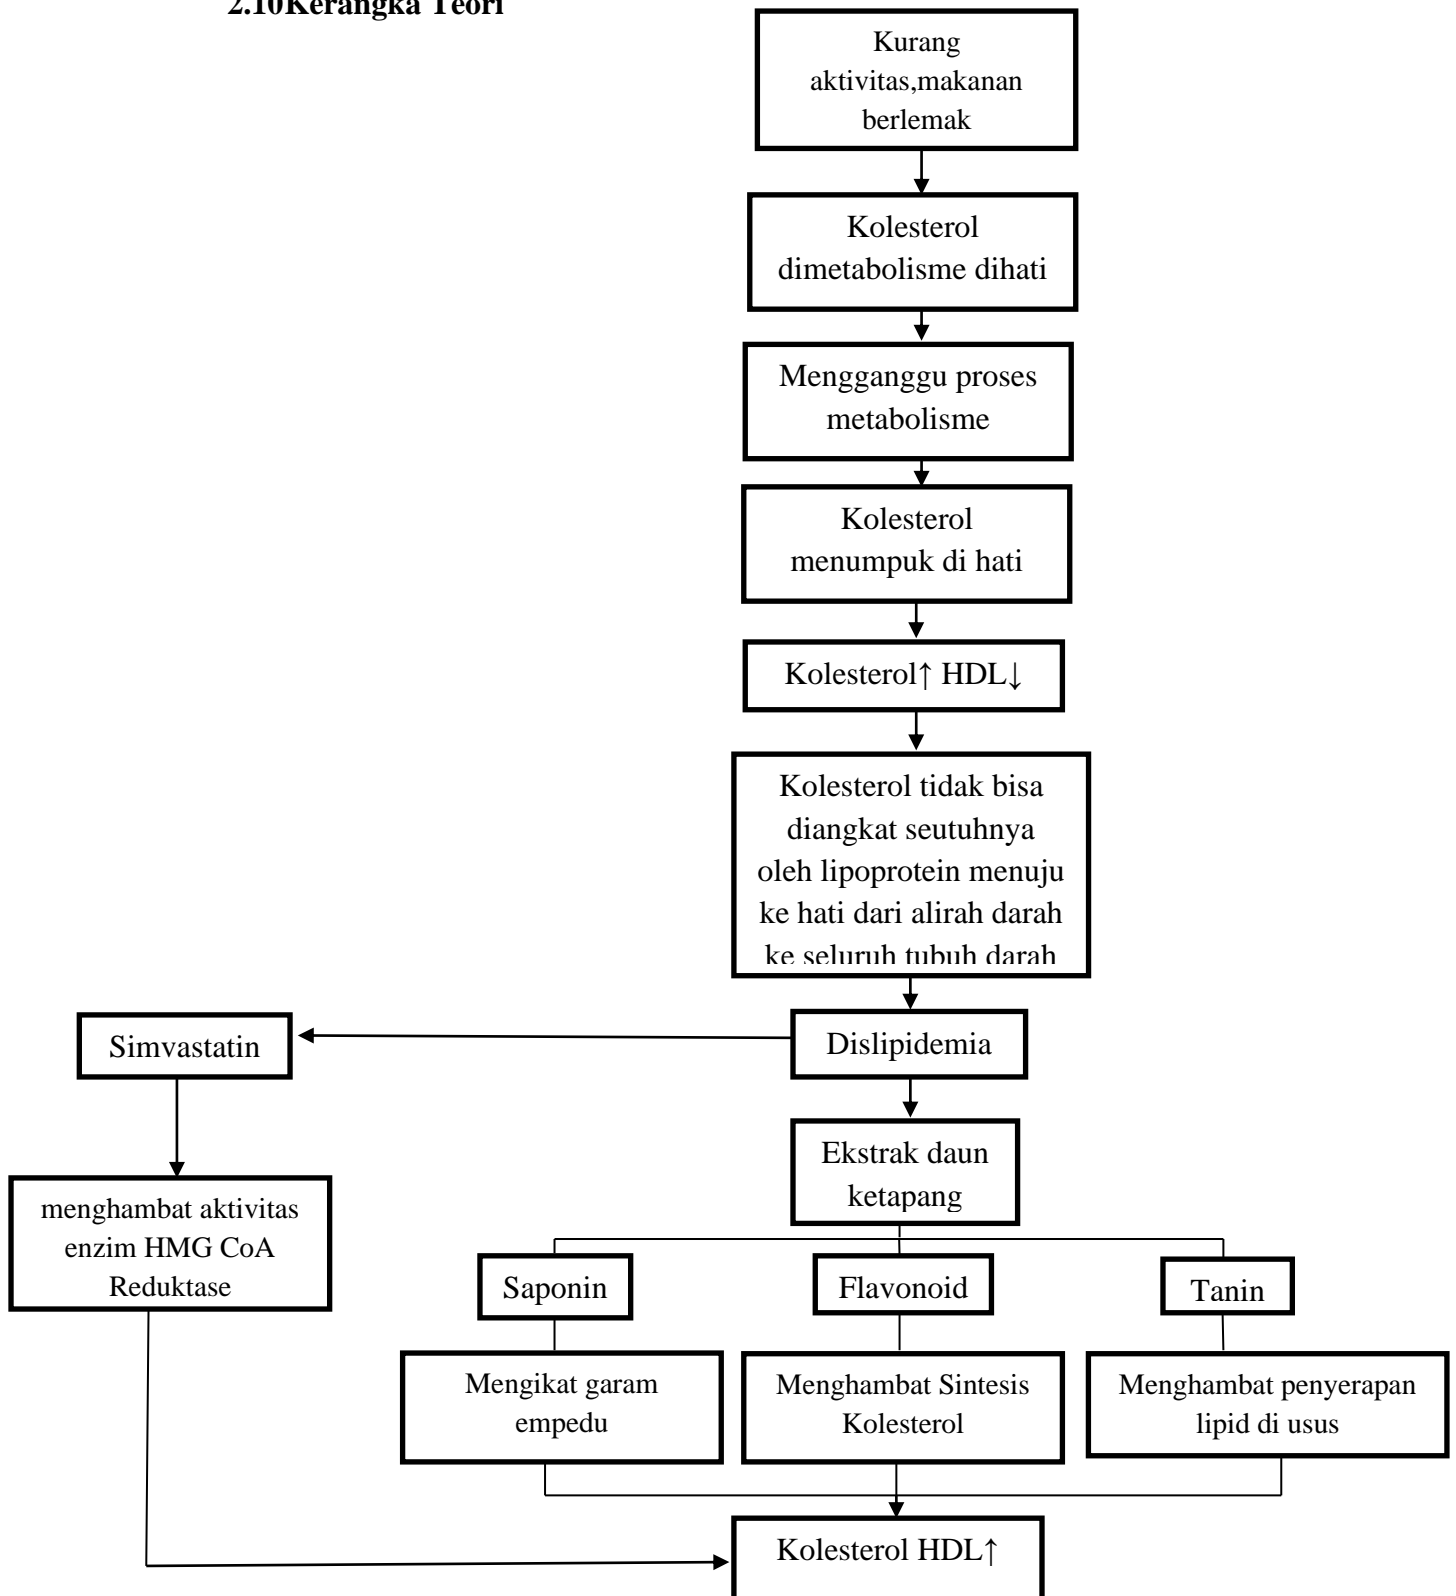 2.10Kerangka Teori
Kurang
aktivitas,makanan
berlemak
Kolesterol
dimetabolisme dihati
Mengganggu proses
metabolisme
Kolesterol
menumpuk di hati
Kolesterol↑ HDL↓
Kolesterol tidak bisa
diangkat seutuhnya
oleh lipoprotein menuju
ke hati dari alirah darah
ke seluruh tubuh darah
Simvastatin
Dislipidemia
Ekstrak daun
ketapang
menghambat aktivitas
enzim HMG CoA
Reduktase
Saponin
Flavonoid
Tanin
Mengikat garam
empedu
Menghambat Sintesis
Kolesterol
Menghambat penyerapan
lipid di usus
Kolesterol HDL↑